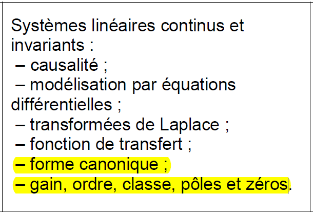 Systèmes linéaires continus et
invariants :
– causalité ;
– modélisation par équations
différentielles ;
– transformées de Laplace ;
– fonction de transfert ;
– forme canonique ;
– gain, ordre, classe, pôles et zéros.